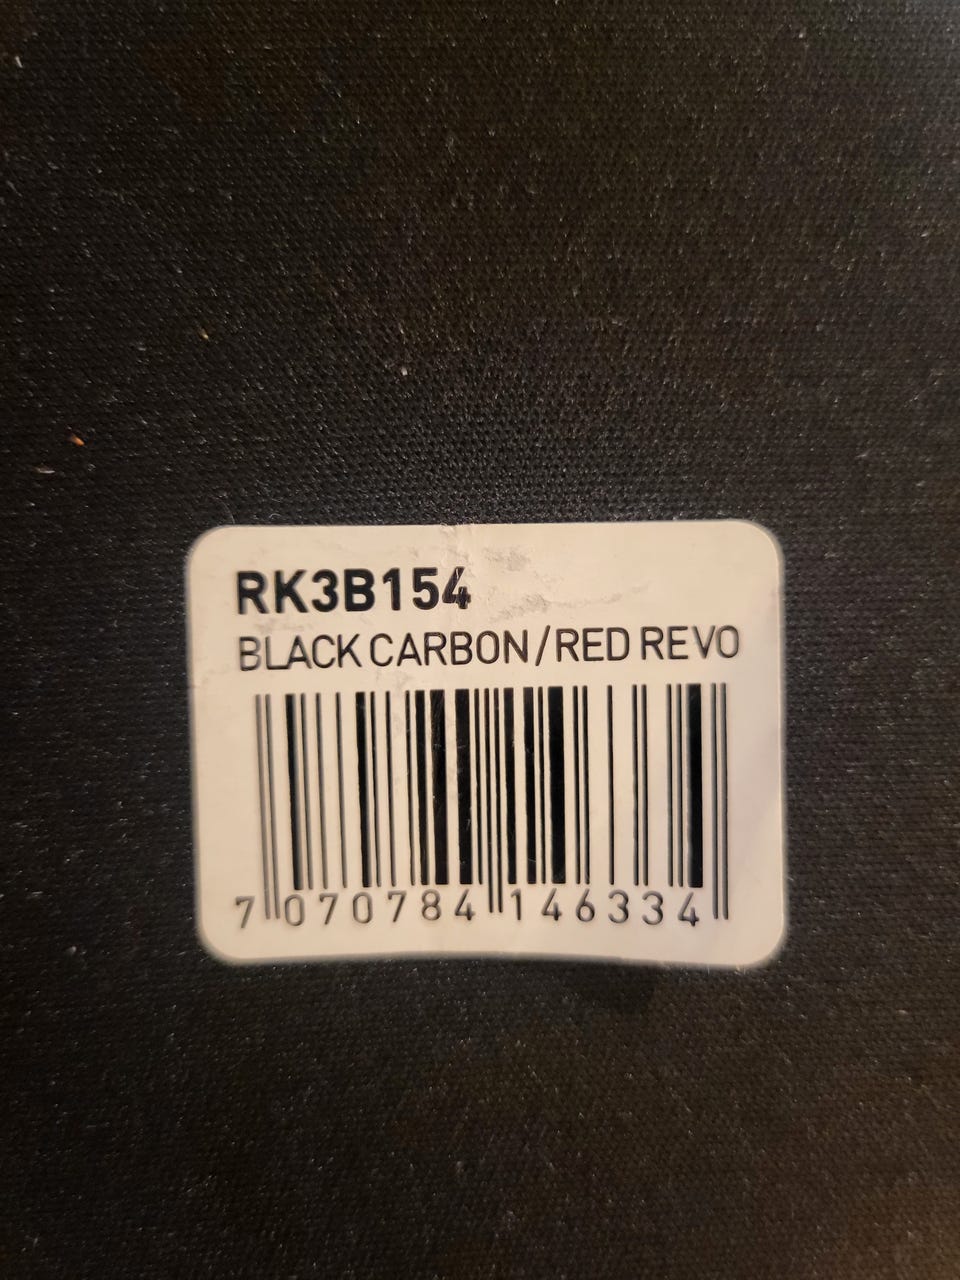 RK3B154
BLACK CARBON/RED REVO
7 070784 146334